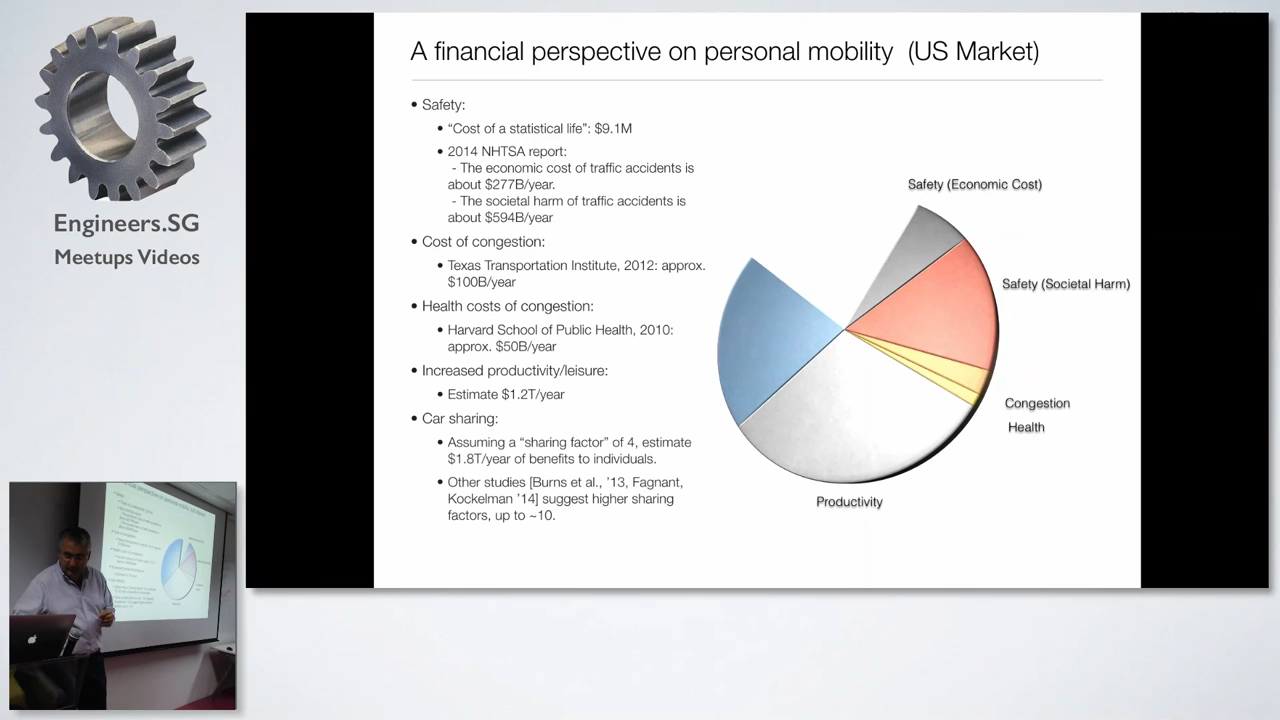 Engineers.SG
Meetups Videos
A financial perspective on personal mobility (US Market)
• Safety:
• “Cost of a statistical life”: $9.1M
• 2014 NHTSA report:
- The economic cost of traffic accidents is
about $277B/year.
- The societal harm of traffic accidents is
about $594B/year
• Cost of congestion:
• Texas Transportation Institute, 2012: approx.
$100B/year
• Health costs of congestion:
• Harvard School of Public Health, 2010:
approx. $50B/year
• Increased productivity/leisure:
• Estimate $1.2T/year
• Car sharing:
• Assuming a “sharing factor” of 4, estimate
$1.8T/year of benefits to individuals.
• Other studies [Burns et al., ’13, Fagnant,
Kockelman ’14] suggest higher sharing
factors, up to ~10.
Safety (Economic Cost)
Safety (Societal Harm)
Congestion
Health
Productivity